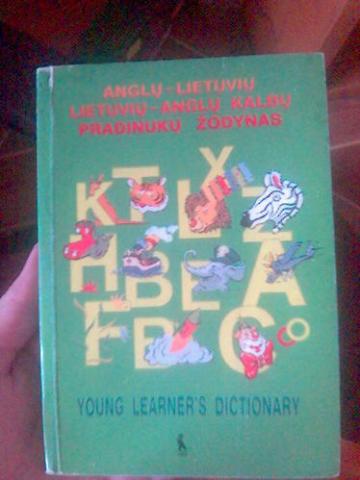 ANGLŲ-LIETUVIŲ
LIETUVIŲ-ANGLŲ KALBŲ
PRADINUKŲ ŽODYNAS
YOUNG LEARNER'S DICTIONARY